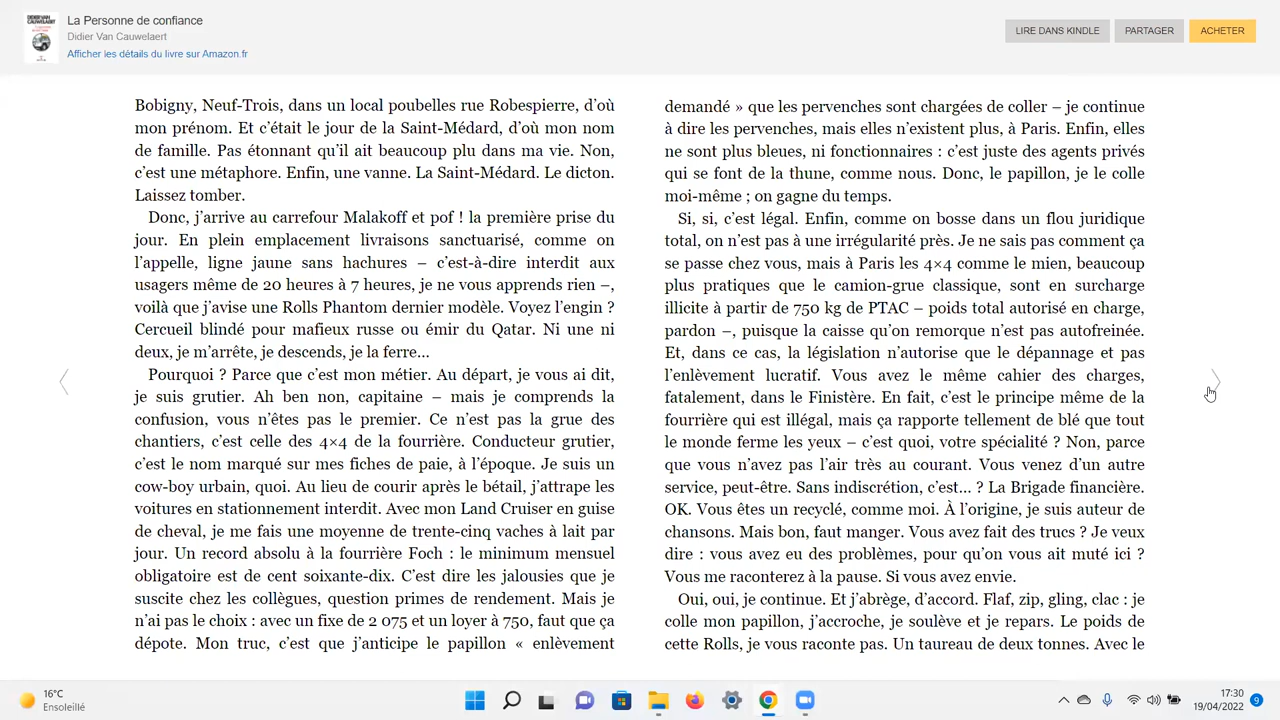 La Personne de confiance
Didier Van Cauwelaert
Afficher les détails du livre sur Amazon.fr
LIRE DANS KINDLE
PARTAGER
ACHETER
Bobigny, Neuf-Trois, dans un local poubelles rue Robespierre, d’où
mon prénom. Et c’était le jour de la Saint-Médard, d’où mon nom
de famille. Pas étonnant qu’il ait beaucoup plu dans ma vie. Non,
c’est une métaphore. Enfin, une vanne. La Saint-Médard. Le dicton.
Laissez tomber.
Donc, j’arrive au carrefour Malakoff et pof ! la première prise du
jour. En plein emplacement livraisons sanctuarisé, comme on
l’appelle, ligne jaune sans hachures – c’est-à-dire interdit aux
usagers même de 20 heures à 7 heures, je ne vous apprends rien –,
voilà que j’avise une Rolls Phantom dernier modèle. Voyez l’engin ?
Cercueil blindé pour mafieux russe ou émir du Qatar. Ni une ni
deux, je m’arrête, je descends, je la ferre…
Pourquoi ? Parce que c’est mon métier. Au départ, je vous ai dit,
je suis grutier. Ah ben non, capitaine – mais je comprends la
confusion, vous n’êtes pas le premier. Ce n’est pas la grue des
chantiers, c’est celle des 4×4 de la fourrière. Conducteur grutier,
c’est le nom marqué sur mes fiches de paie, à l’époque. Je suis un
cow-boy urbain, quoi. Au lieu de courir après le bétail, j’attrape les
voitures en stationnement interdit. Avec mon Land Cruiser en guise
de cheval, je me fais une moyenne de trente-cinq vaches à lait par
jour. Un record absolu à la fourrière Foch : le minimum mensuel
obligatoire est de cent soixante-dix. C’est dire les jalousies que je
suscite chez les collègues, question primes de rendement. Mais je
n’ai pas le choix : avec un fixe de 2 075 et un loyer à 750, faut que ça
dépote. Mon truc, c’est que j’anticipe le papillon « enlèvement
demandé » que les pervenches sont chargées de coller – je continue
à dire les pervenches, mais elles n’existent plus, à Paris. Enfin, elles
ne sont plus bleues, ni fonctionnaires : c’est juste des agents privés
qui se font de la thune, comme nous. Donc, le papillon, je le colle
moi-même ; on gagne du temps.
Si, si, c’est légal. Enfin, comme on bosse dans un flou juridique
total, on n’est pas à une irrégularité près. Je ne sais pas comment ça
se passe chez vous, mais à Paris les 4×4 comme le mien, beaucoup
plus pratiques que le camion-grue classique, sont en surcharge
illicite à partir de 750 kg de PTAC – poids total autorisé en charge,
pardon –, puisque la caisse qu’on remorque n’est pas autofreinée.
Et, dans ce cas, la législation n’autorise que le dépannage et pas
l’enlèvement lucratif. Vous avez le même cahier des charges,
fatalement, dans le Finistère. En fait, c’est le principe même de la
fourrière qui est illégal, mais ça rapporte tellement de blé que tout
le monde ferme les yeux – c’est quoi, votre spécialité ? Non, parce
que vous n’avez pas l’air très au courant. Vous venez d’un autre
service, peut-être. Sans indiscrétion, c’est… ? La Brigade financière.
OK. Vous êtes un recyclé, comme moi. À l’origine, je suis auteur de
chansons. Mais bon, faut manger. Vous avez fait des trucs ? Je veux
dire : vous avez eu des problèmes, pour qu’on vous ait muté ici ?
Vous me raconterez à la pause. Si vous avez envie.
Oui, oui, je continue. Et j’abrège, d’accord. Flaf, zip, gling, clac : je
colle mon papillon, j’accroche, je soulève et je repars. Le poids de
cette Rolls, je vous raconte pas. Un taureau de deux tonnes. Avec le
16°C
Ensoleillé
17:30
19/04/2022
9